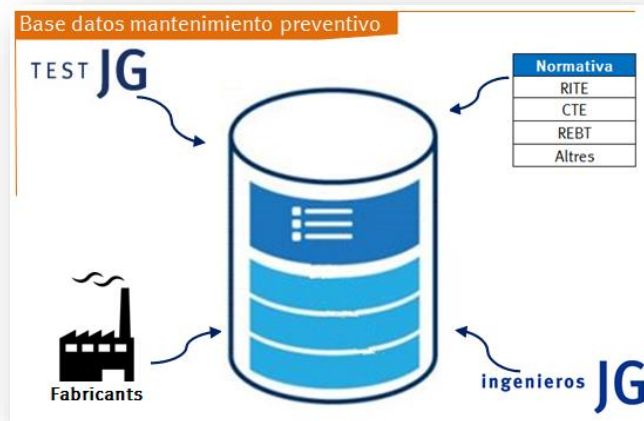 Base datos mantenimiento preventivo
TEST JG
Normativa
RITE
CTE
REBT
Altres
Fabricants
ingenieros JG